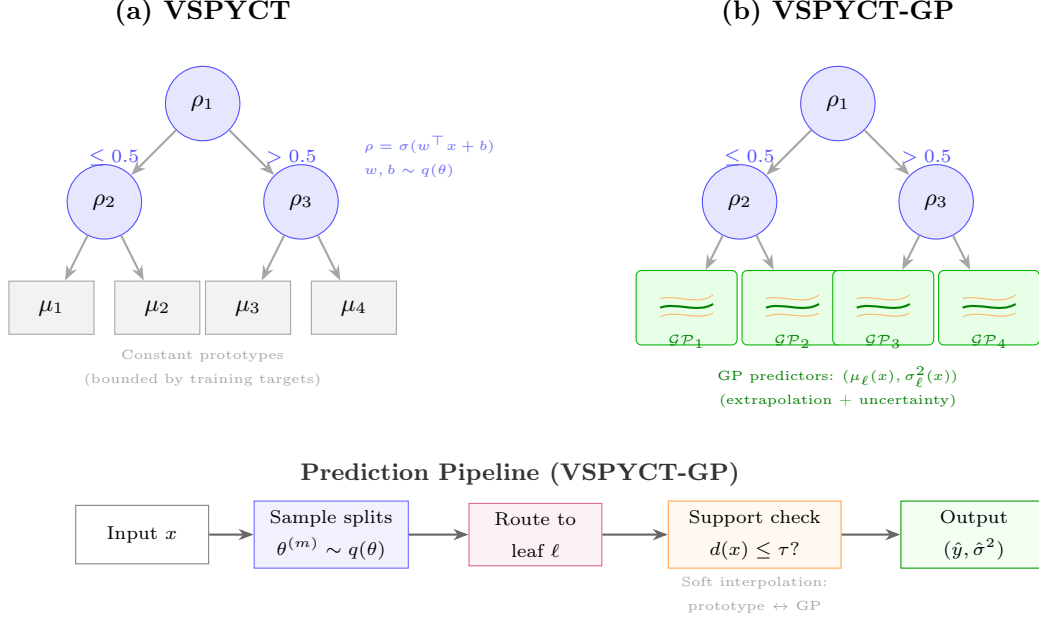 (a) VSPYCT
ρ₁
≤ 0.5
> 0.5
ρ = σ(w⊤x + b)
w, b ∼ q(θ)
ρ₂
ρ₃
μ₁
μ₂
μ₃
μ₄
Constant prototypes
(bounded by training targets)
(b) VSPYCT-GP
ρ₁
≤ 0.5
> 0.5
ρ₂
ρ₃
𝒢𝒫₁
𝒢𝒫₂
𝒢𝒫₃
𝒢𝒫₄
GP predictors: (μ_ℓ(x), σ²_ℓ(x))
(extrapolation + uncertainty)
Prediction Pipeline (VSPYCT-GP)
Input x
Sample splits
θ⁽ᵐ⁾ ∼ q(θ)
Route to
leaf ℓ
Support check
d(x) ≤ τ?
Soft interpolation:
prototype ↔ GP
Output
(ŷ, σ̂²)